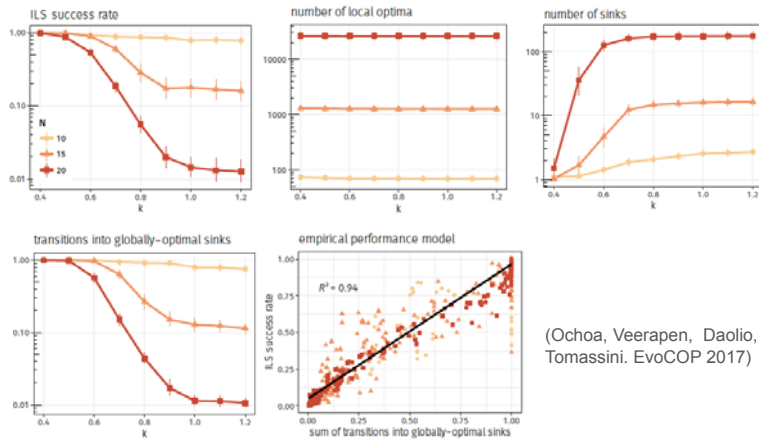 ILS success rate
1.00
0.10
0.01
N
10
15
20
0.4 0.6 0.8 1.0 1.2
k
number of local optima
10000
1000
100
0.4 0.6 0.8 1.0 1.2
k
number of sinks
100
10
1
0.4 0.6 0.8 1.0 1.2
k
transitions into globally-optimal sinks
1.00
0.10
0.01
0.4 0.6 0.8 1.0 1.2
k
empirical performance model
ILS success rate
1.00
0.75
0.50
0.25
0.00
R² = 0.94
0.00 0.25 0.50 0.75 1.00
sum of transitions into globally-optimal sinks
(Ochoa, Veerapen, Daolio,
Tomassini. EvoCOP 2017)